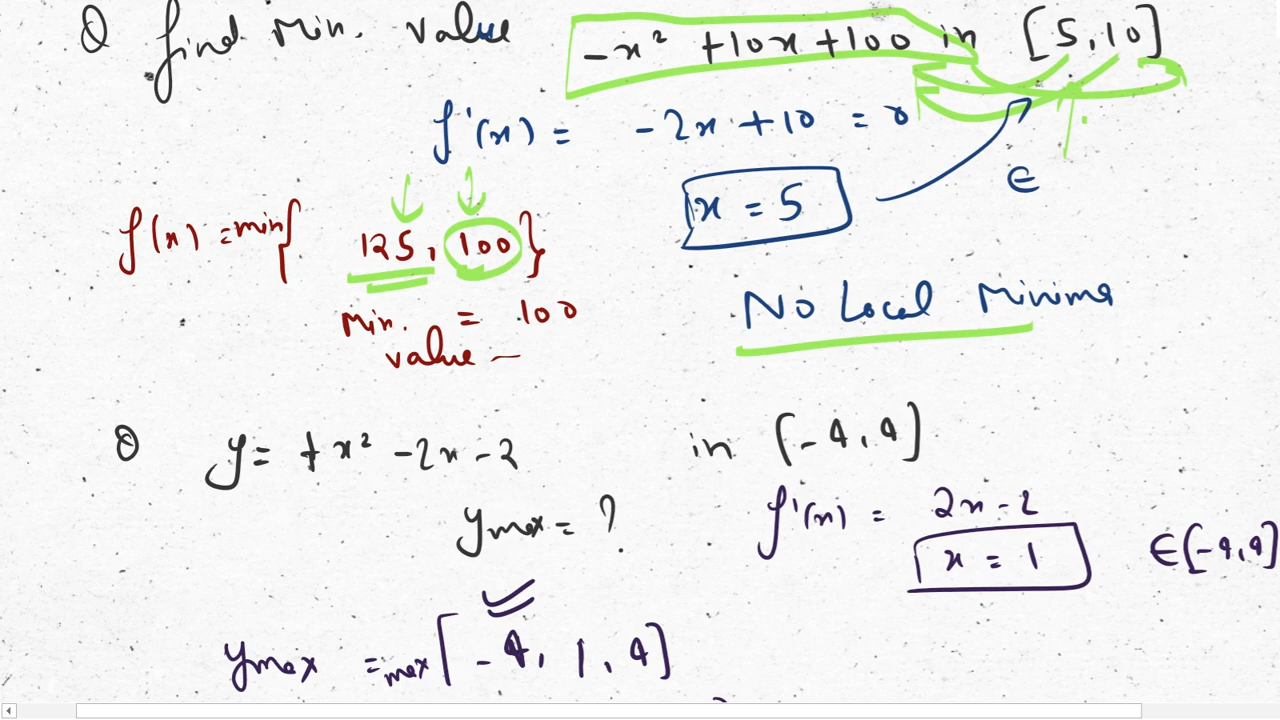 Q find Min. value -x² +10x +100 in [5,10]
f'(x) = -2x +10 = 0
x = 5 ∈
f(x) = min{ 125, 100}
No Local Minima
Min. value = 100
Q y = +x² -2x -2 in [-4,4]
ymax = ?
f'(x) = 2x-2
x = 1 ∈[-4,4]
ymax = max[-4, 1, 4]